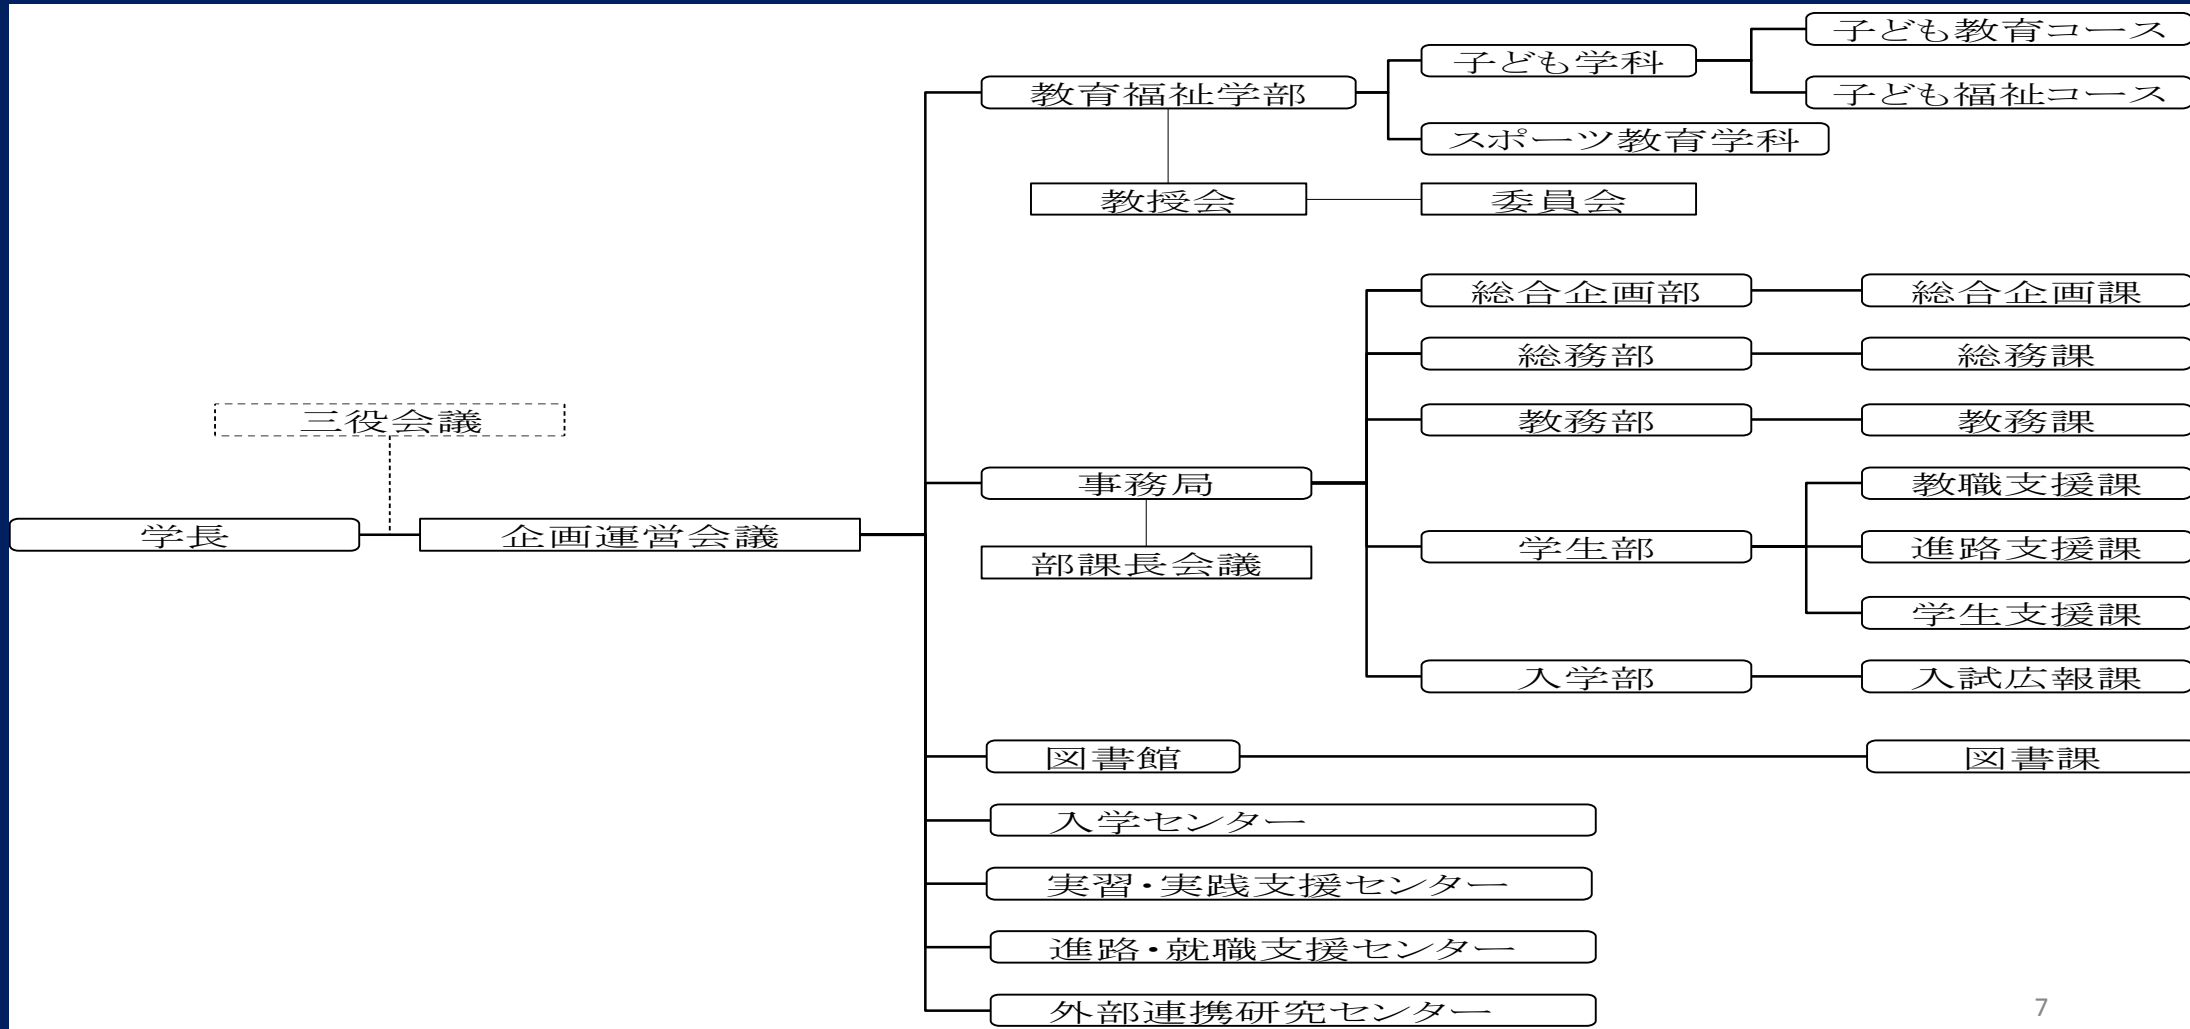 子ども教育コース
子ども学科
教育福祉学部
子ども福祉コース
スポーツ教育学科
教授会
委員会
総合企画部
総合企画課
総務部
総務課
三役会議
教務部
教務課
事務局
教職支援課
学長
企画運営会議
学生部
進路支援課
部課長会議
学生支援課
入学部
入試広報課
図書館
図書課
入学センター
実習・実践支援センター
進路・就職支援センター
外部連携研究センター
7